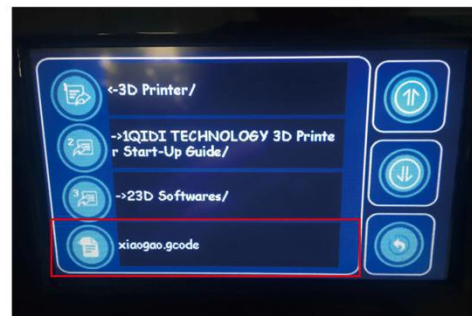 <-3D Printer/
->1QIDI TECHNOLOGY 3D Printe
r Start-Up Guide/
->23D Softwares/
xiaogao.gcode